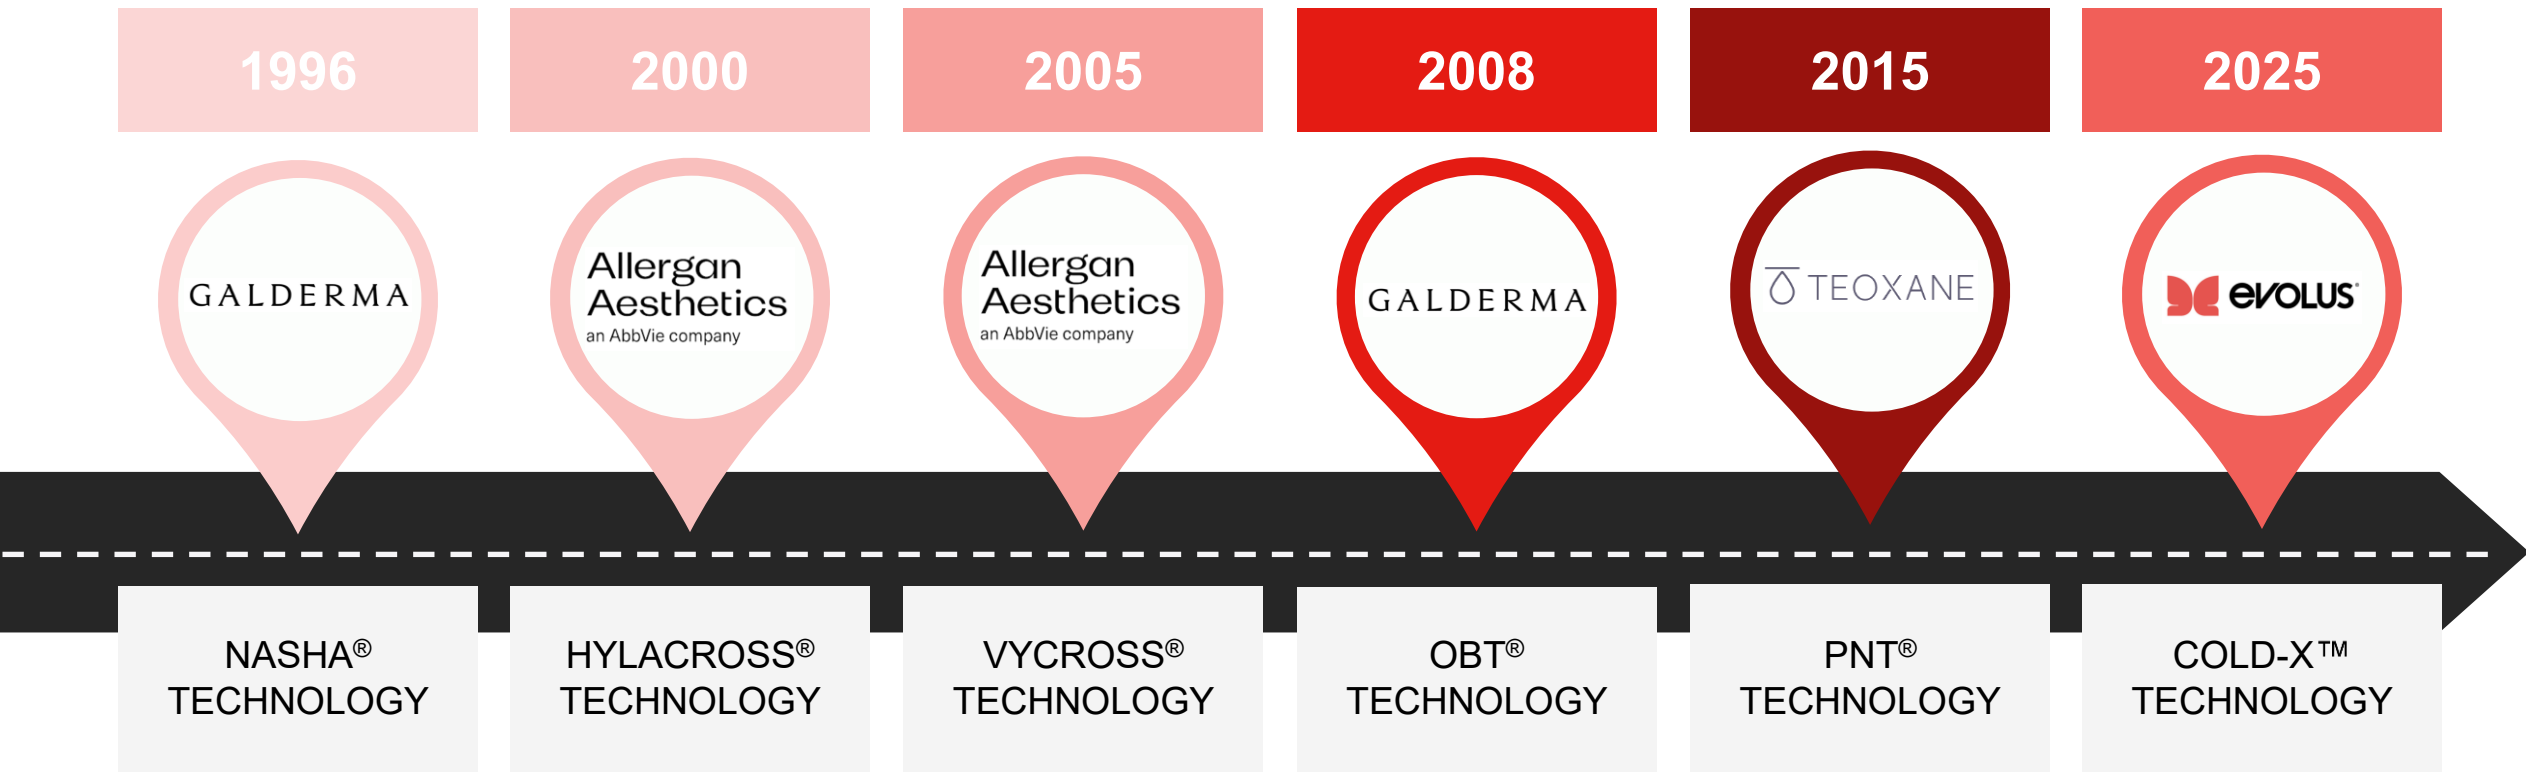 1996
2000
2005
2008
2015
2025
GALDERMA
Allergan
Aesthetics
an AbbVie company
Allergan
Aesthetics
an AbbVie company
GALDERMA
TEOXANE
evolus
NASHA®
TECHNOLOGY
HYLACROSS®
TECHNOLOGY
VYCROSS®
TECHNOLOGY
OBT®
TECHNOLOGY
PNT®
TECHNOLOGY
COLD-X™
TECHNOLOGY